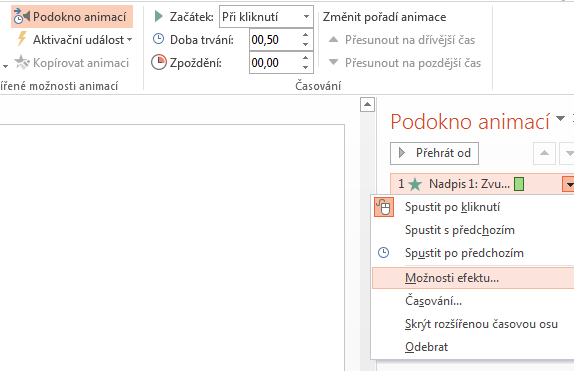 Podokno animací
Aktivační událost
Kopírovat animaci
Začátek: Při kliknutí
Doba trvání: 00,50
Zpoždění: 00,00
Změnit pořadí animace
Přesunout na dřívější čas
Přesunout na pozdější čas
ířené možnosti animací
Časování
Podokno animací
Přehrát od
1 Nadpis 1: Zvu...
Spustit po kliknutí
Spustit s předchozím
Spustit po předchozím
Možnosti efektu...
Časování...
Skrýt rozšířenou časovou osu
Odebrat